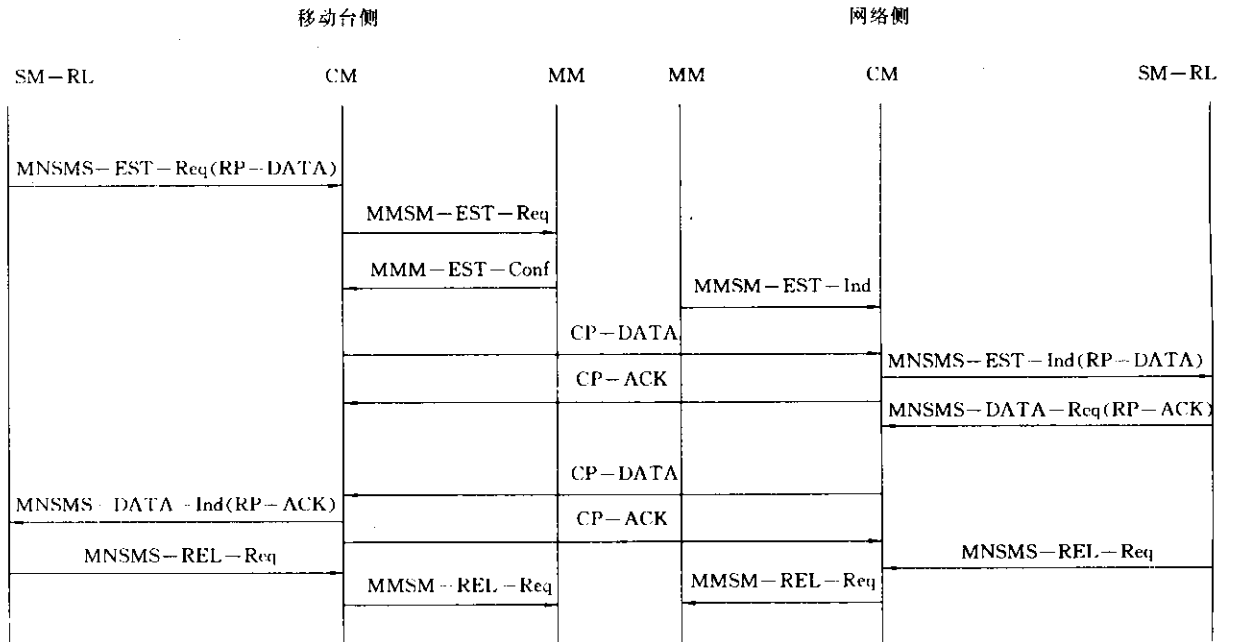 移动台侧 网络侧
SM-RL CM MM MM CM SM-RL
MNSMS-EST-Req(RP-DATA)
MMSM-EST-Req
MMM-EST-Conf
MMSM-EST-Ind
CP-DATA
MNSMS-EST-Ind(RP-DATA)
CP-ACK
MNSMS-DATA-Req(RP-ACK)
CP-DATA
MNSMS-DATA-Ind(RP-ACK)
CP-ACK
MNSMS-REL-Req
MNSMS-REL-Req
MMSM-REL-Req
MMSM-REL-Req